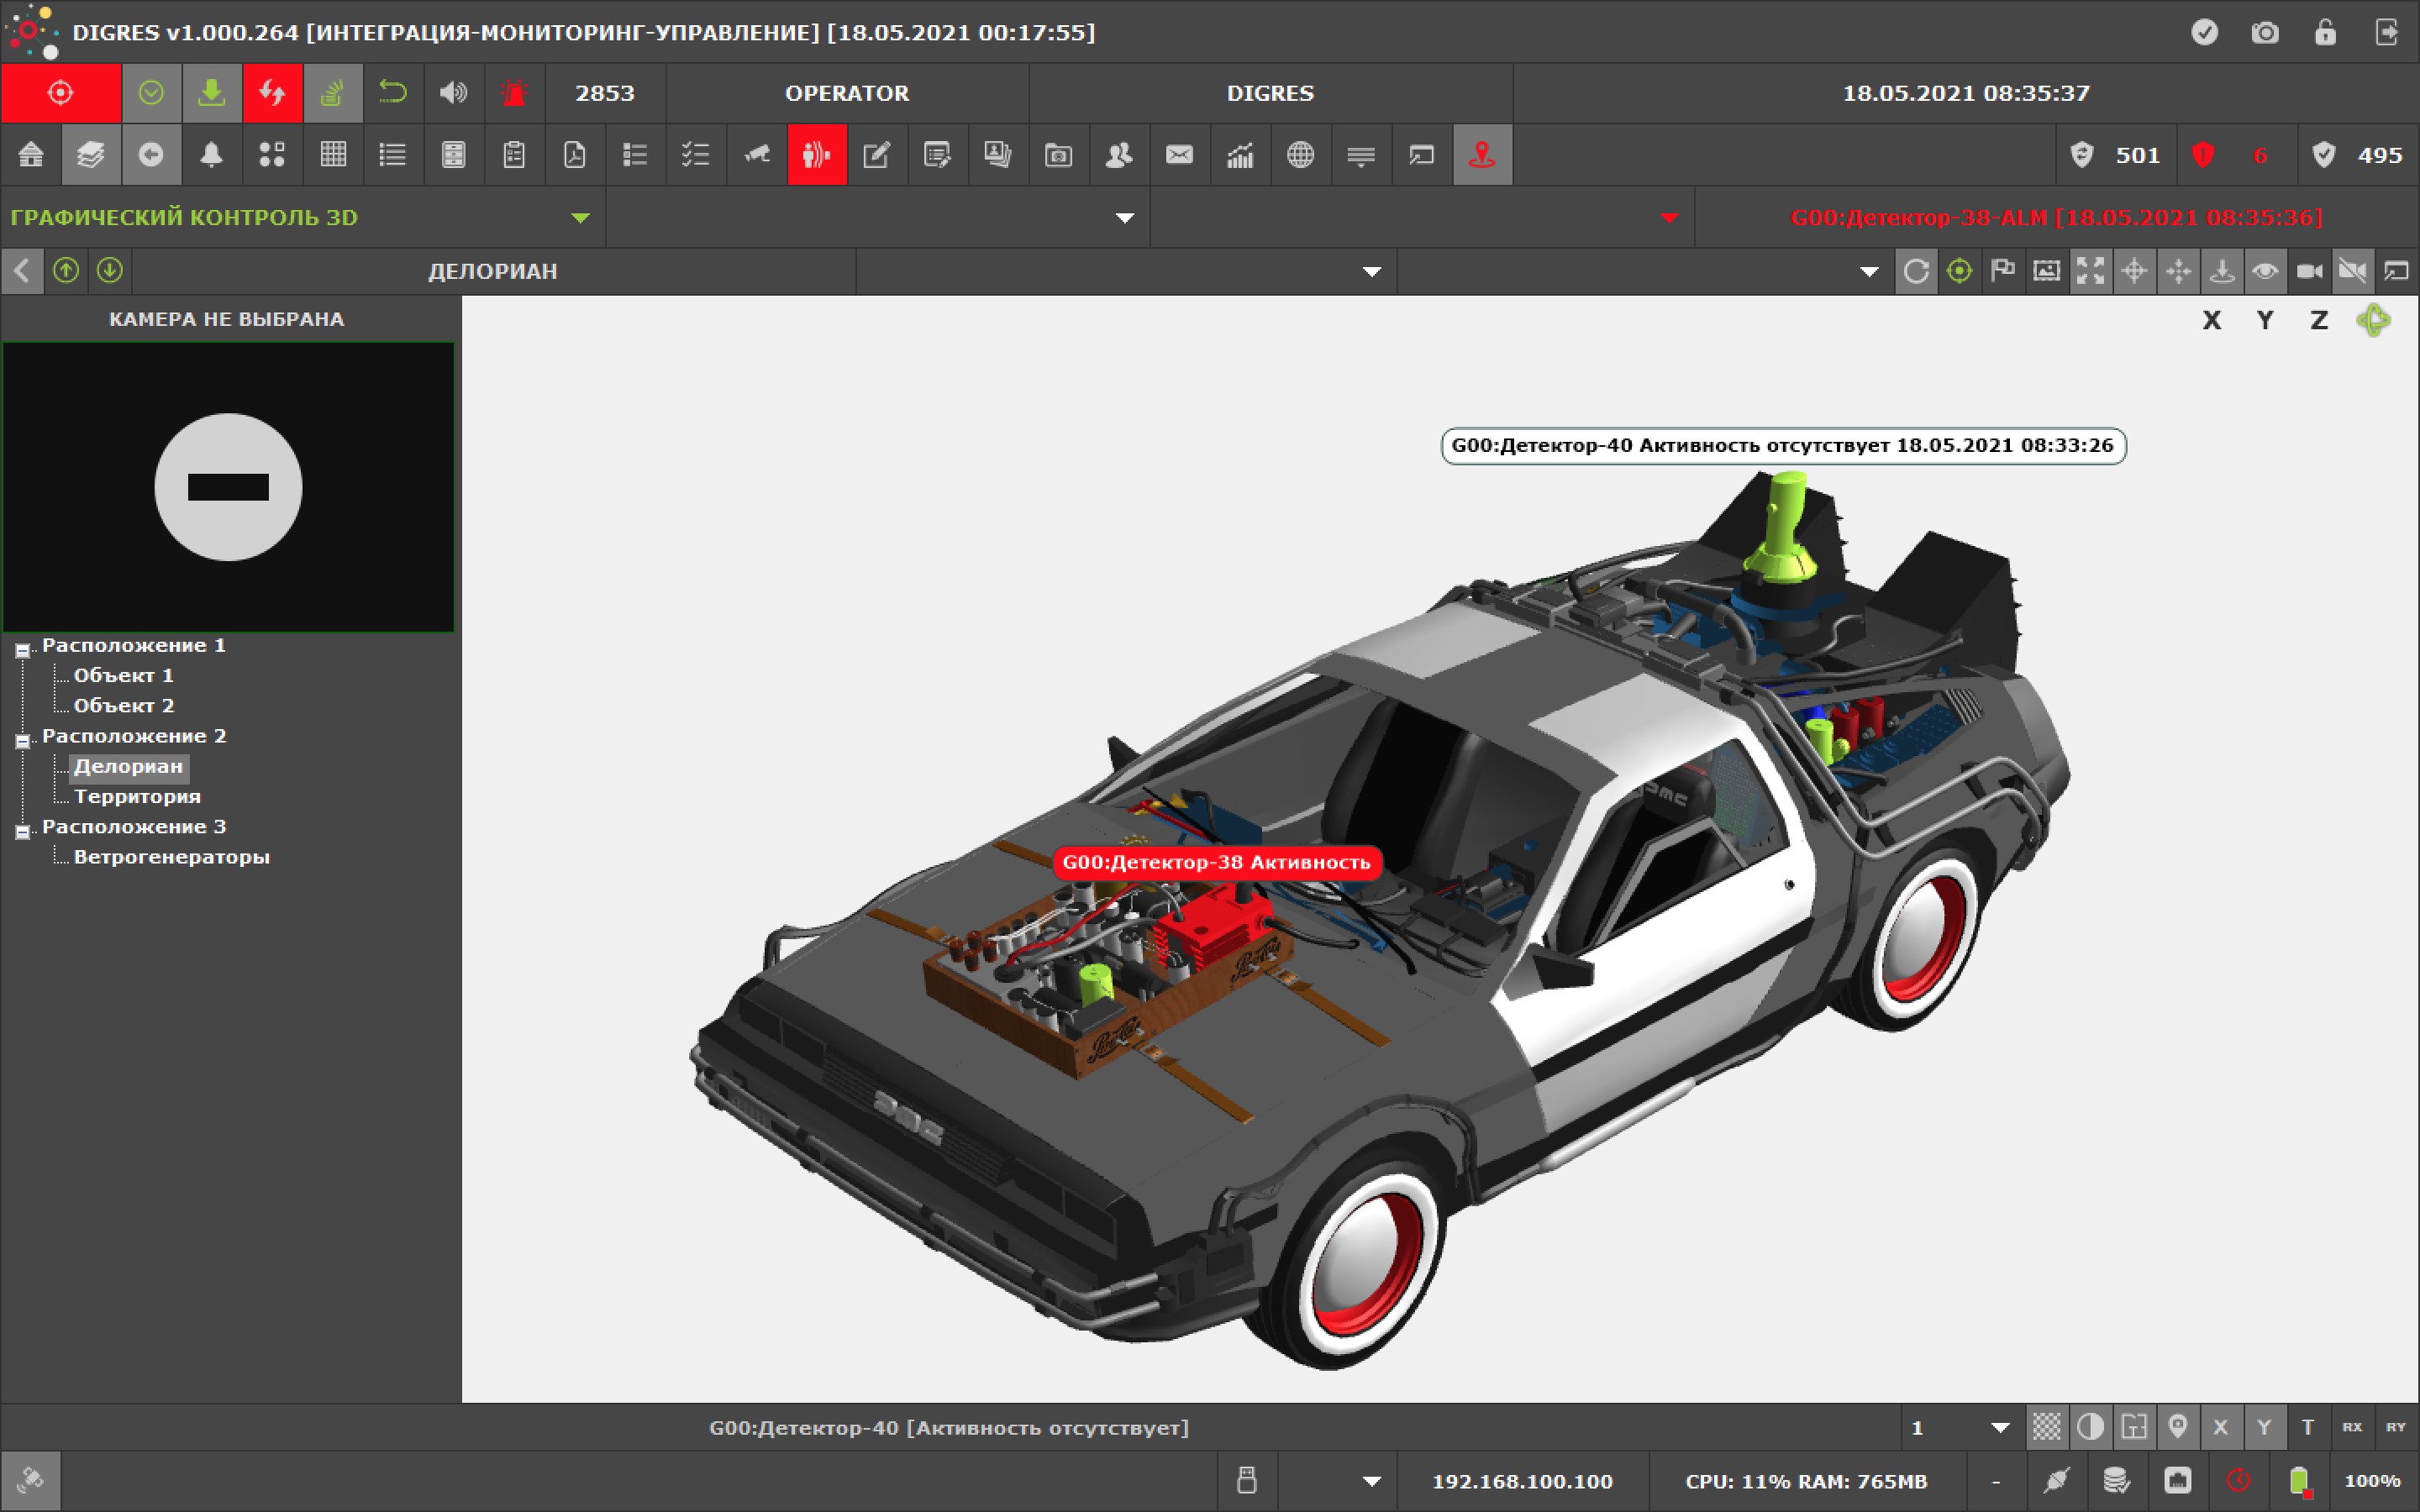 DIGRES v1.000.264 [ИНТЕГРАЦИЯ-МОНИТОРИНГ-УПРАВЛЕНИЕ] [18.05.2021 00:17:55]
2853 OPERATOR DIGRES 18.05.2021 08:35:37
501 6 495
ГРАФИЧЕСКИЙ КОНТРОЛЬ 3D G00:Детектор-38-ALM [18.05.2021 08:35:36]
ДЕЛОРИАН
КАМЕРА НЕ ВЫБРАНА
X Y Z
G00:Детектор-40 Активность отсутствует 18.05.2021 08:33:26
Расположение 1
Объект 1
Объект 2
Расположение 2
Делориан
Территория
Расположение 3
Ветрогенераторы
DMC
G00:Детектор-38 Активность
DMC
G00:Детектор-40 [Активность отсутствует]
1 X Y T RX RY
192.168.100.100 CPU: 11% RAM: 765MB - 100%